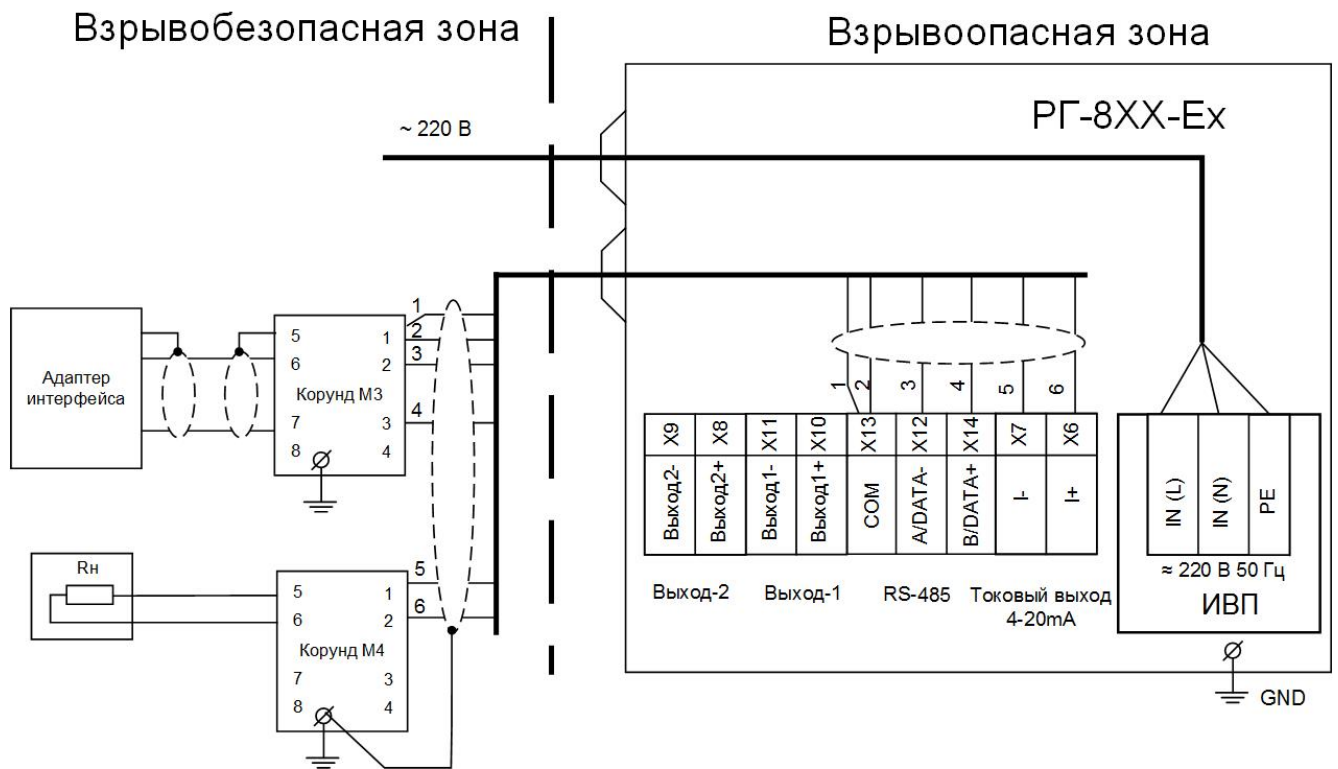 Взрывобезопасная зона
Взрывоопасная зона
~ 220 В
РГ-8ХХ-Ех
Адаптер
интерфейса
5
6
7
8
Корунд М3
1
2
3
4
1
2
3
4
Rн
5
6
7
8
Корунд М4
1
2
3
4
5
6
1
2
3
4
5
6
X9
X8
X11
X10
X13
X12
X14
X7
X6
Выход2-
Выход2+
Выход1-
Выход1+
COM
A/DATA-
B/DATA+
I-
I+
Выход-2
Выход-1
RS-485
Токовый выход
4-20mA
IN (L)
IN (N)
PE
≈ 220 В 50 Гц
ИВП
GND